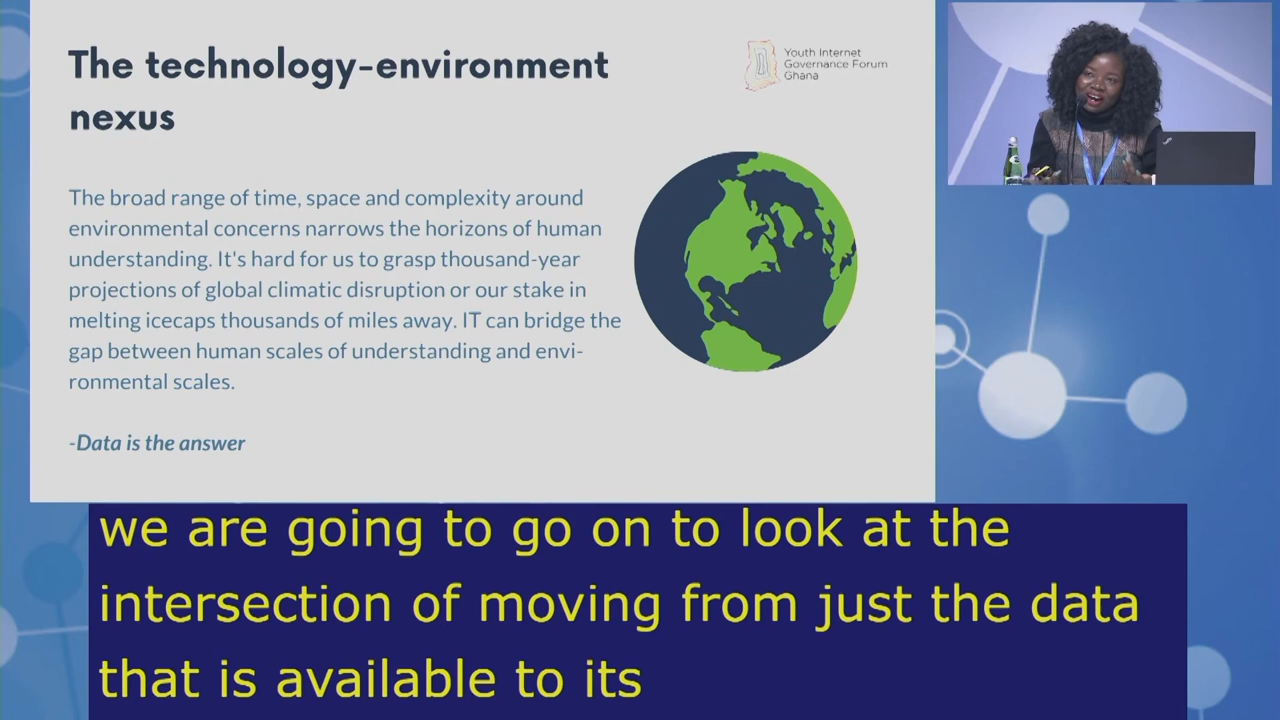 The technology-environment
nexus
Youth Internet
Governance Forum
Ghana
The broad range of time, space and complexity around
environmental concerns narrows the horizons of human
understanding. It's hard for us to grasp thousand-year
projections of global climatic disruption or our stake in
melting icecaps thousands of miles away. IT can bridge the
gap between human scales of understanding and envi-
ronmental scales.
-Data is the answer
we are going to go on to look at the
intersection of moving from just the data
that is available to its